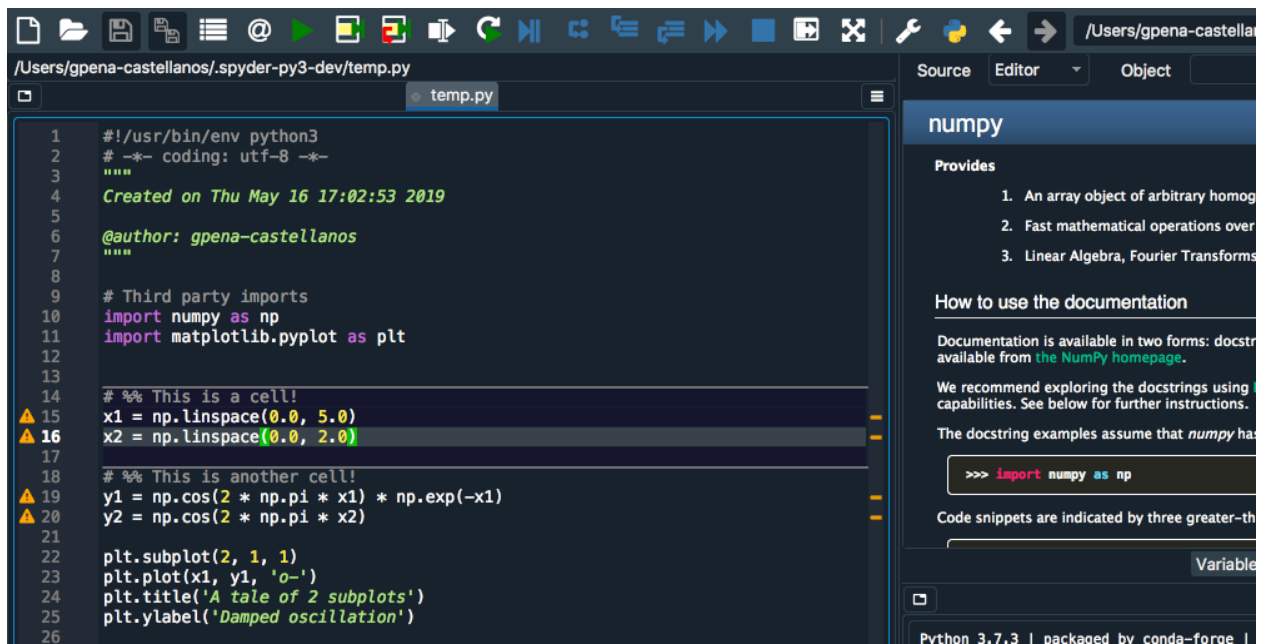 /Users/gpena-castellan
/Users/gpena-castellanos/.spyder-py3-dev/temp.py
temp.py
1 #!/usr/bin/env python3
2 # -*- coding: utf-8 -*-
3 """
4 Created on Thu May 16 17:02:53 2019
5
6 @author: gpena-castellanos
7 """
8
9 # Third party imports
10 import numpy as np
11 import matplotlib.pyplot as plt
12
13
14 # %% This is a cell!
15 x1 = np.linspace(0.0, 5.0)
16 x2 = np.linspace(0.0, 2.0)
17
18 # %% This is another cell!
19 y1 = np.cos(2 * np.pi * x1) * np.exp(-x1)
20 y2 = np.cos(2 * np.pi * x2)
21
22 plt.subplot(2, 1, 1)
23 plt.plot(x1, y1, 'o-')
24 plt.title('A tale of 2 subplots')
25 plt.ylabel('Damped oscillation')
26
Source Editor Object
numpy
Provides
1. An array object of arbitrary homog
2. Fast mathematical operations over
3. Linear Algebra, Fourier Transforms
How to use the documentation
Documentation is available in two forms: docstr
available from the NumPy homepage.
We recommend exploring the docstrings using
capabilities. See below for further instructions.
The docstring examples assume that numpy has
>>> import numpy as np
Code snippets are indicated by three greater-th
Variable
Python 3.7.3 | packaged by conda-forge |